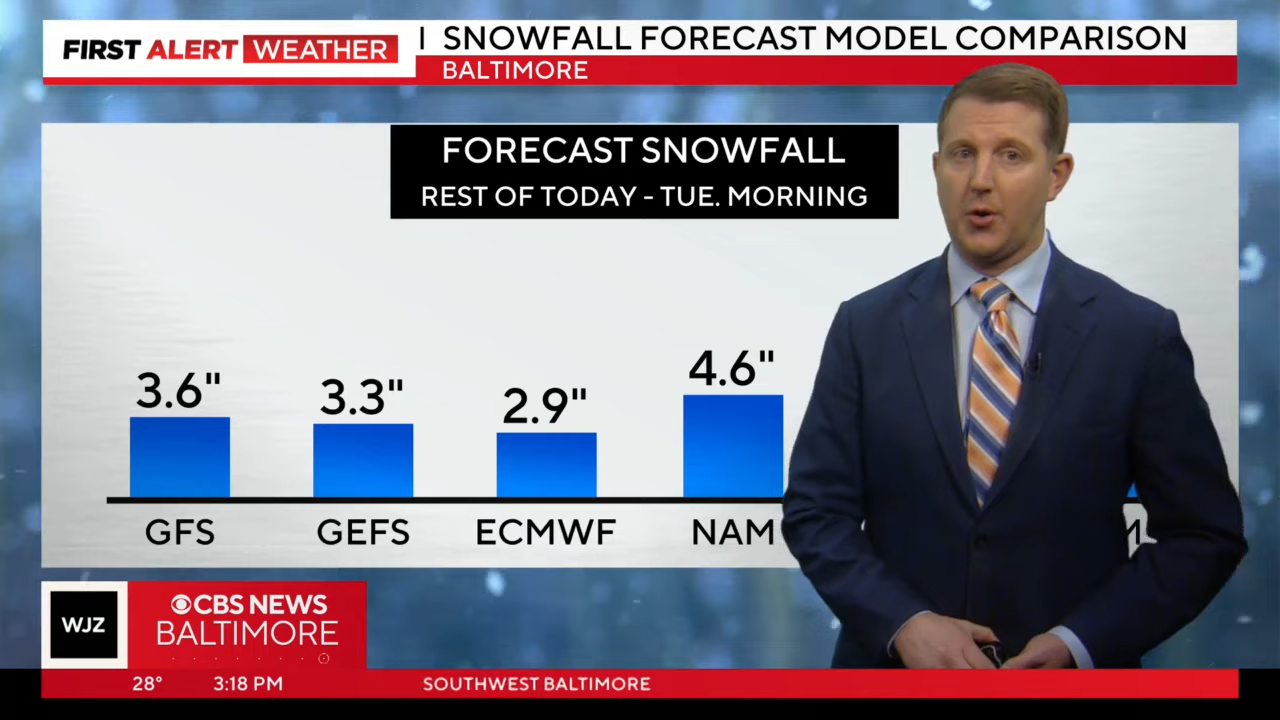 FIRST ALERT WEATHER
SNOWFALL FORECAST MODEL COMPARISON
BALTIMORE
FORECAST SNOWFALL
REST OF TODAY - TUE. MORNING
3.6" 3.3" 2.9" 4.6"
GFS GEFS ECMWF NAM
WJZ
CBS NEWS
BALTIMORE
28° 3:18 PM SOUTHWEST BALTIMORE